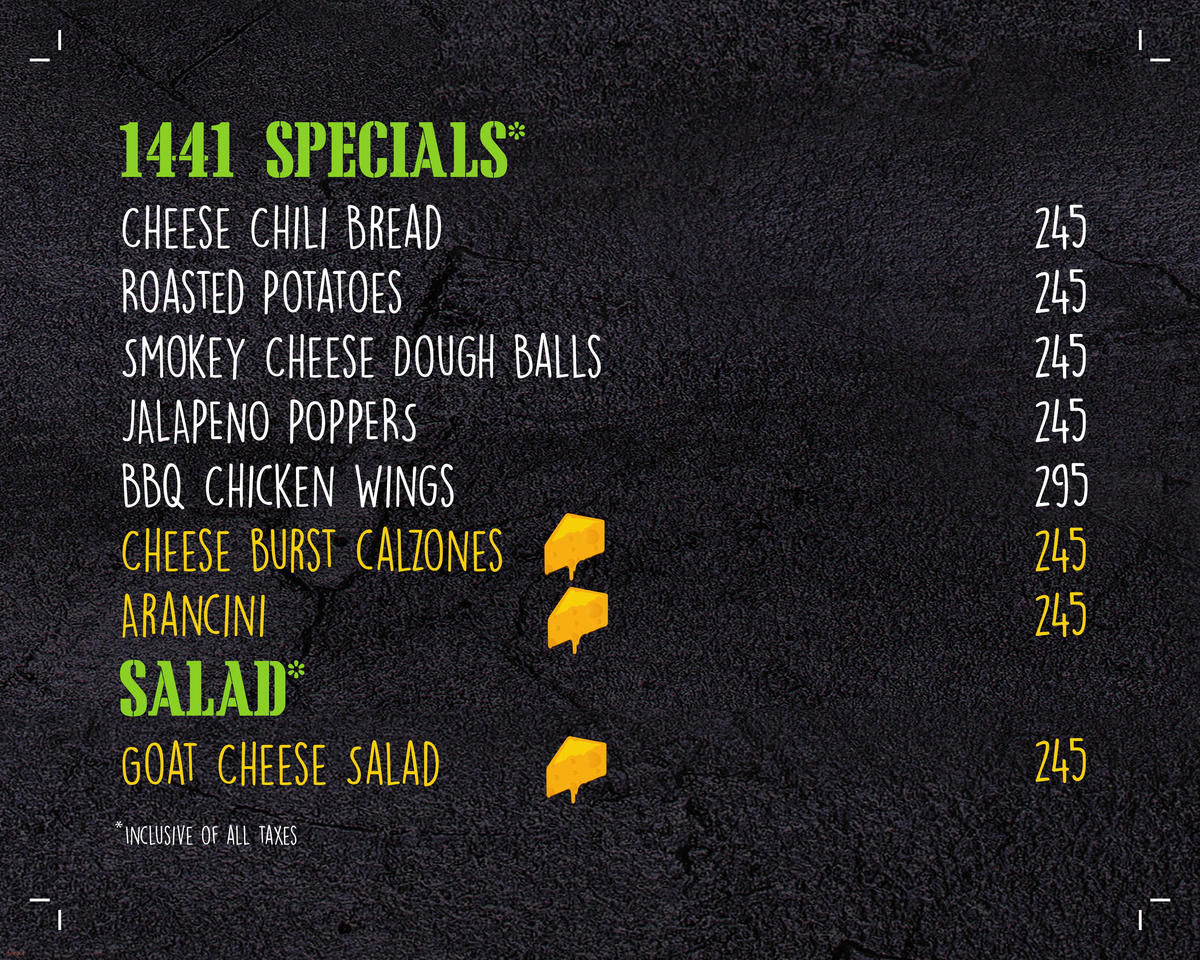 1441 SPECIALS*
CHEESE CHILI BREAD 245
ROASTED POTATOES 245
SMOKEY CHEESE DOUGH BALLS 245
JALAPENO POPPERS 245
BBQ CHICKEN WINGS 295
CHEESE BURST CALZONES 245
ARANCINI 245
SALAD*
GOAT CHEESE SALAD 245
*INCLUSIVE OF ALL TAXES